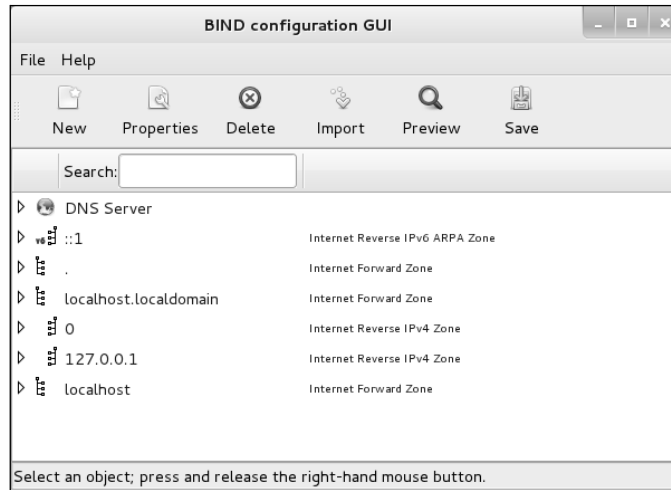 BIND configuration GUI
File Help
New Properties Delete Import Preview Save
Search:
DNS Server
v6 ::1 Internet Reverse IPv6 ARPA Zone
. Internet Forward Zone
localhost.localdomain Internet Forward Zone
0 Internet Reverse IPv4 Zone
127.0.0.1 Internet Reverse IPv4 Zone
localhost Internet Forward Zone
Select an object; press and release the right-hand mouse button.